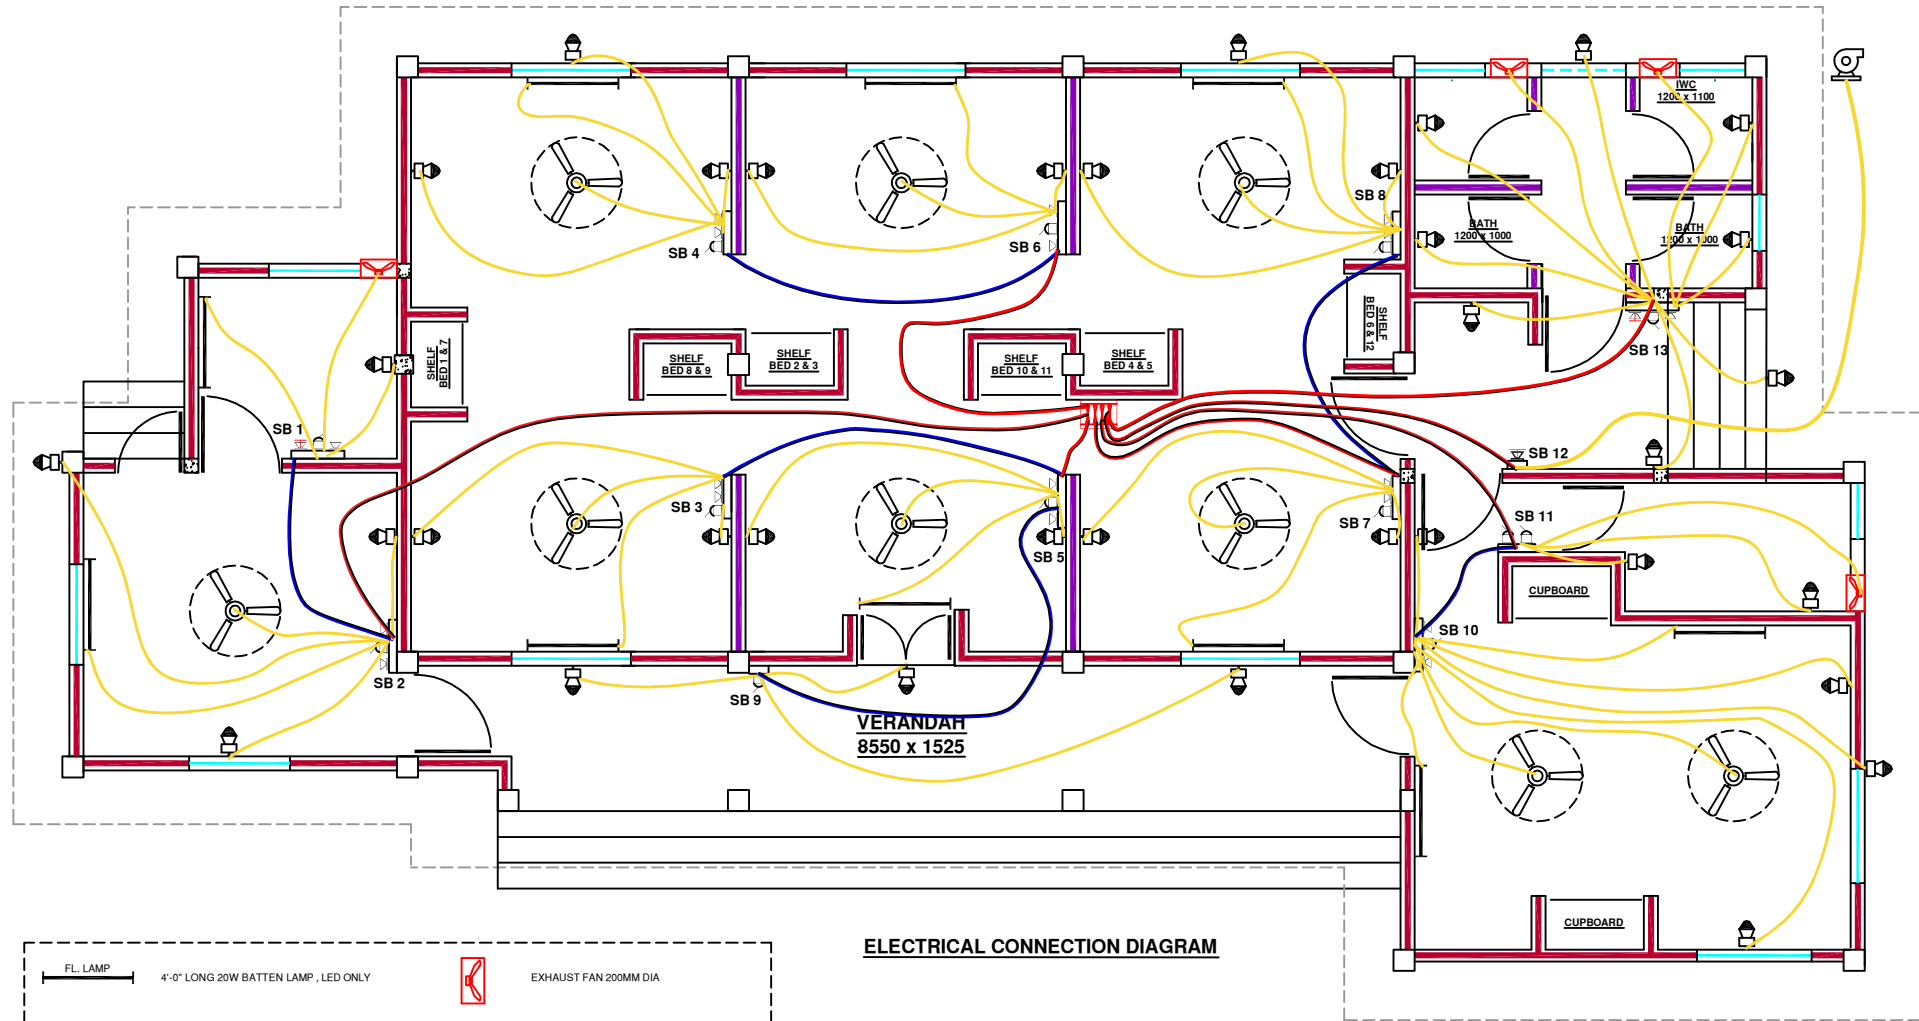 IWC
1200 x 1100
SB 8
BATH
1200 x 1000
BATH
1200 x 1000
SB 4
SB 6
SHELF
BED 1 & 7
SHELF
BED 8 & 9
SHELF
BED 2 & 3
SHELF
BED 10 & 11
SHELF
BED 4 & 5
SHELF
BED 6 & 12
SB 13
SB 1
SB 12
SB 3
SB 5
SB 7
SB 11
CUPBOARD
SB 10
SB 2
SB 9
VERANDAH
8550 x 1525
CUPBOARD
ELECTRICAL CONNECTION DIAGRAM
FL. LAMP
4'-0" LONG 20W BATTEN LAMP , LED ONLY
EXHAUST FAN 200MM DIA